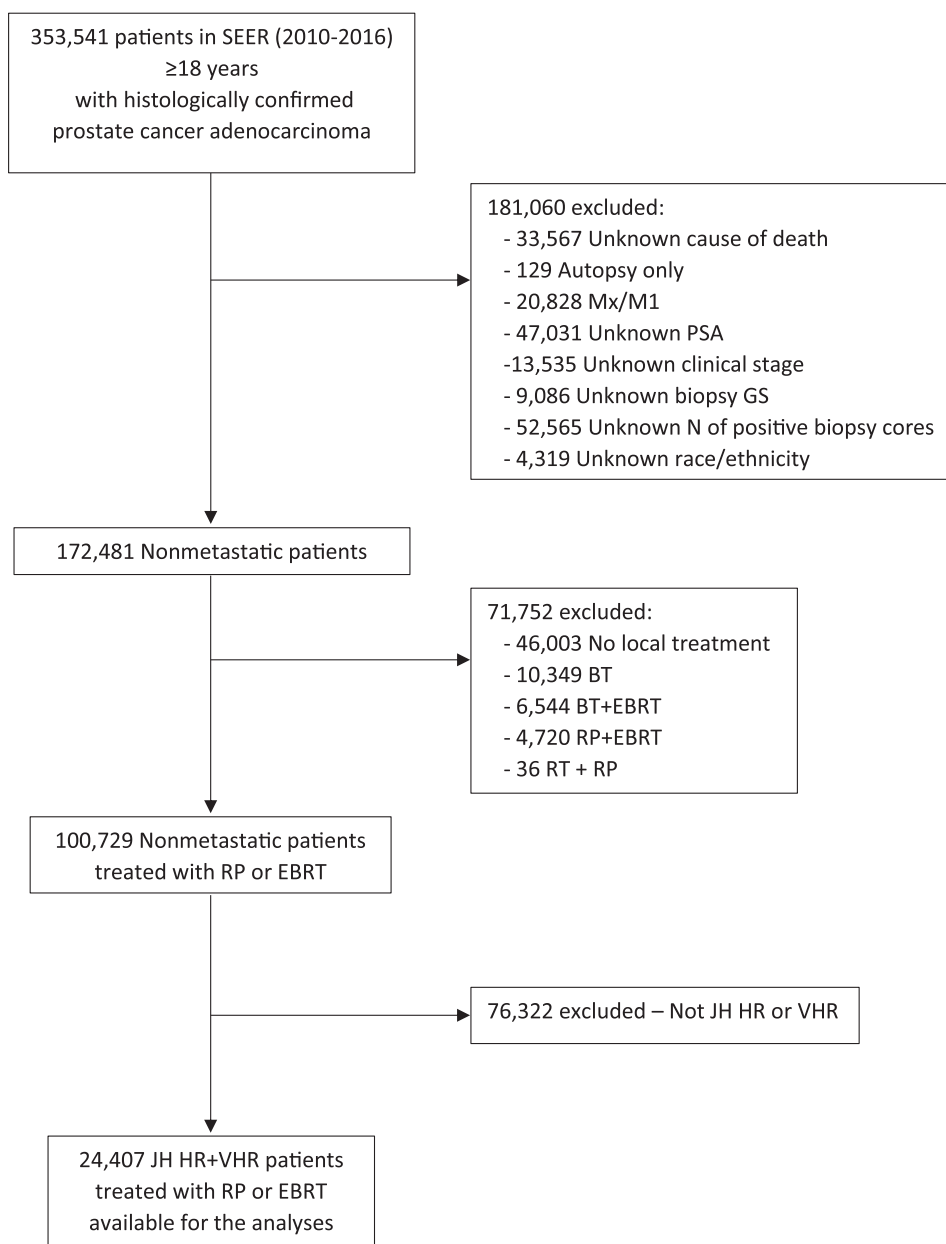 353,541 patients in SEER (2010-2016)
≥18 years
with histologically confirmed
prostate cancer adenocarcinoma
181,060 excluded:
- 33,567 Unknown cause of death
- 129 Autopsy only
- 20,828 Mx/M1
- 47,031 Unknown PSA
-13,535 Unknown clinical stage
- 9,086 Unknown biopsy GS
- 52,565 Unknown N of positive biopsy cores
- 4,319 Unknown race/ethnicity
172,481 Nonmetastatic patients
71,752 excluded:
- 46,003 No local treatment
- 10,349 BT
- 6,544 BT+EBRT
- 4,720 RP+EBRT
- 36 RT + RP
100,729 Nonmetastatic patients
treated with RP or EBRT
76,322 excluded – Not JH HR or VHR
24,407 JH HR+VHR patients
treated with RP or EBRT
available for the analyses